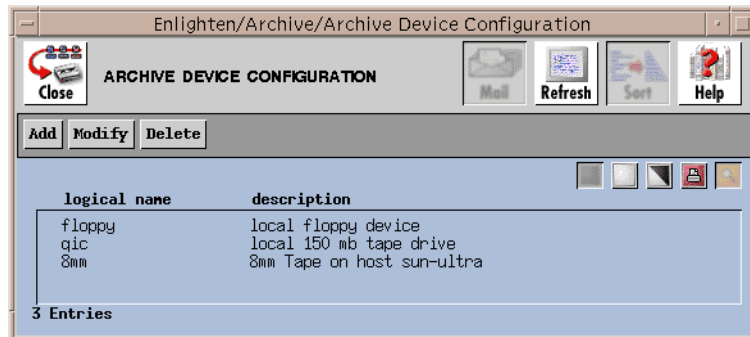 Enlighten/Archive/Archive Device Configuration
Close
ARCHIVE DEVICE CONFIGURATION
Mail
Refresh
Sort
Help
Add Modify Delete
logical name description
floppy local floppy device
qic local 150 mb tape drive
8mm 8mm Tape on host sun-ultra
3 Entries